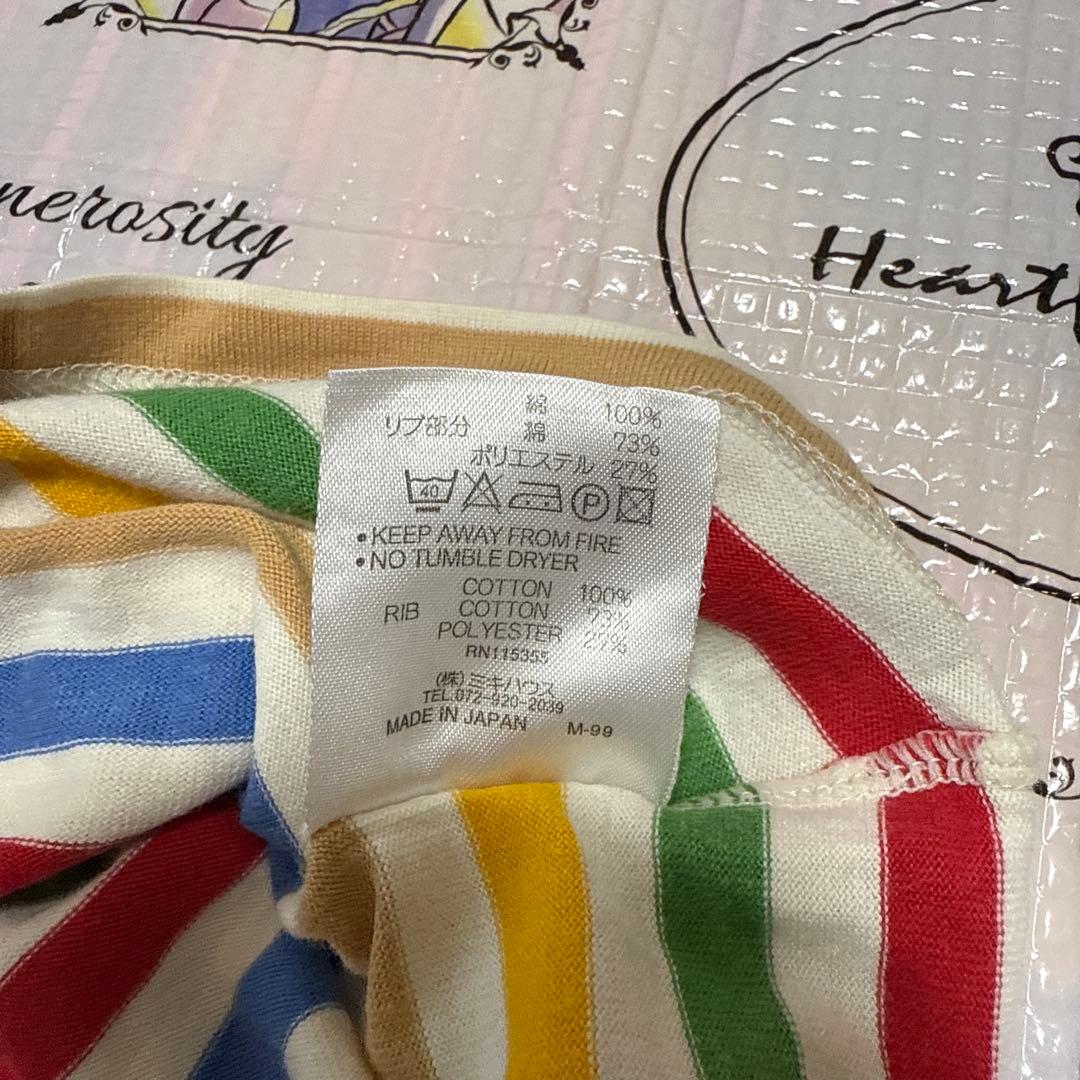 nerosity
Heart
綿 100%
リブ部分 綿 73%
ポリエステル 27%
40 P
• KEEP AWAY FROM FIRE
• NO TUMBLE DRYER
COTTON 100%
RIB COTTON 73%
POLYESTER 27%
RN115355
(株)ミキハウス
TEL.072-920-2039
MADE IN JAPAN M-99